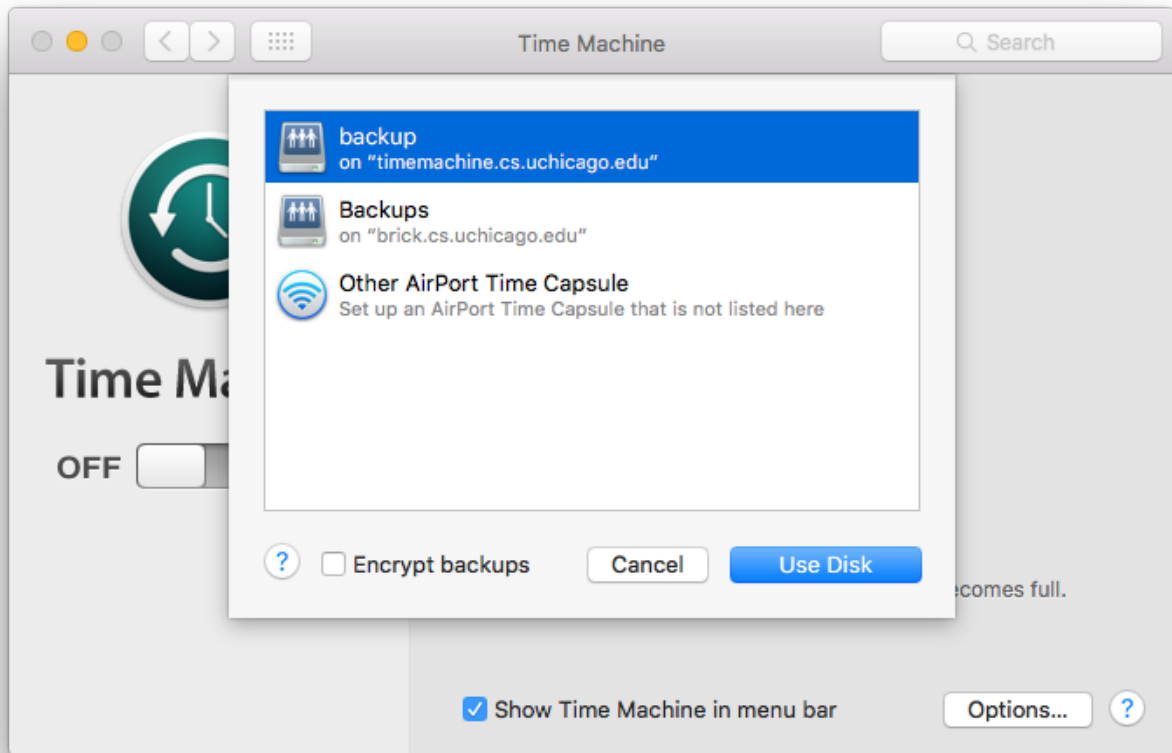 Time Machine
Search
backup
on “timemachine.cs.uchicago.edu”
Backups
on “brick.cs.uchicago.edu”
Other AirPort Time Capsule
Set up an AirPort Time Capsule that is not listed here
Time
OFF
? Encrypt backups Cancel Use Disk
full.
Show Time Machine in menu bar Options... ?